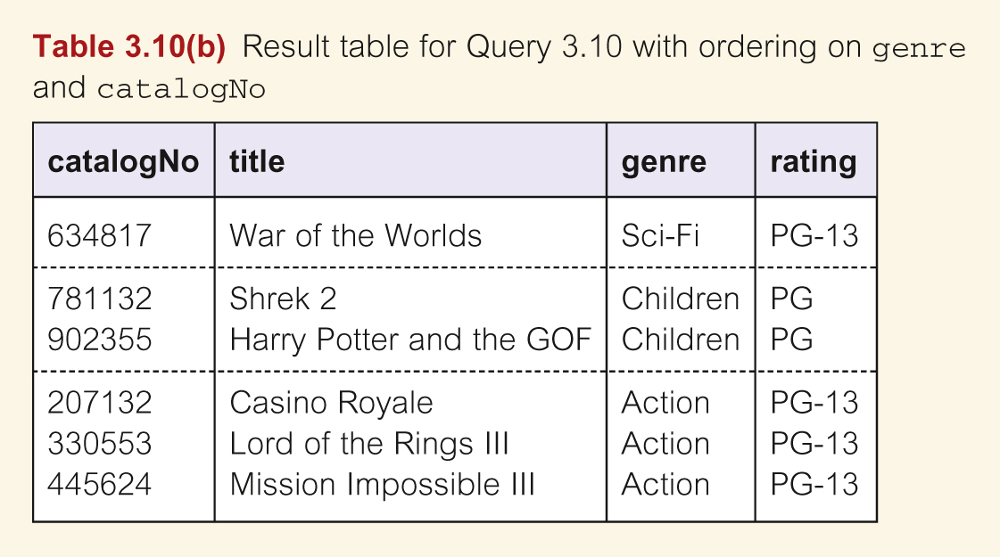 Table 3.10(b) Result table for Query 3.10 with ordering on genre
and catalogNo
catalogNo title genre rating
634817 War of the Worlds Sci-Fi PG-13
781132 Shrek 2 Children PG
902355 Harry Potter and the GOF Children PG
207132 Casino Royale Action PG-13
330553 Lord of the Rings III Action PG-13
445624 Mission Impossible III Action PG-13